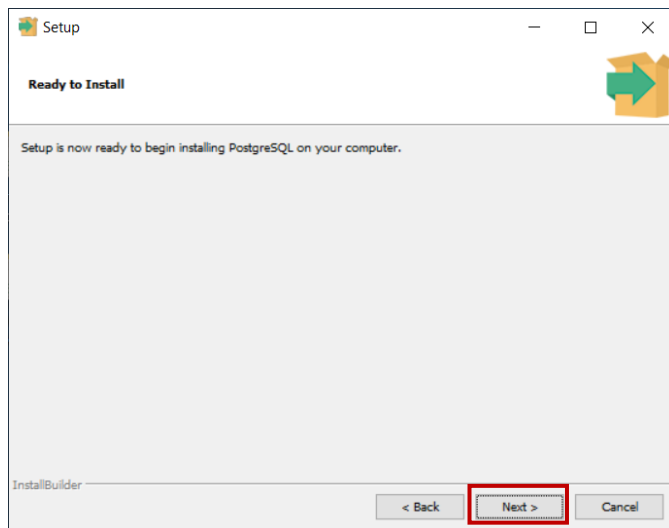 Setup
Ready to Install
Setup is now ready to begin installing PostgreSQL on your computer.
InstallBuilder
< Back
Next >
Cancel